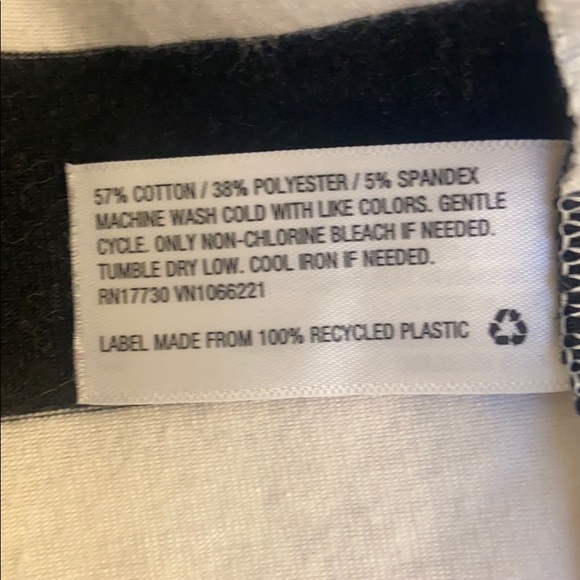 57% COTTON / 38% POLYESTER / 5% SPANDEX
MACHINE WASH COLD WITH LIKE COLORS. GENTLE
CYCLE. ONLY NON-CHLORINE BLEACH IF NEEDED.
TUMBLE DRY LOW. COOL IRON IF NEEDED.
RN17730 VN1066221
LABEL MADE FROM 100% RECYCLED PLASTIC